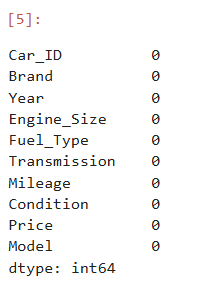 [5]:
Car_ID 0
Brand 0
Year 0
Engine_Size 0
Fuel_Type 0
Transmission 0
Mileage 0
Condition 0
Price 0
Model 0
dtype: int64